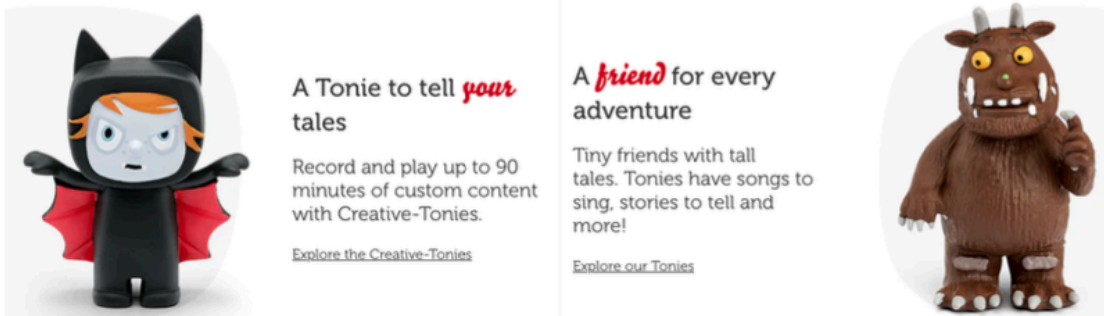 A Tonie to tell your
tales
Record and play up to 90
minutes of custom content
with Creative-Tonies.
Explore the Creative-Tonies
A friend for every
adventure
Tiny friends with tall
tales. Tonies have songs to
sing, stories to tell and
more!
Explore our Tonies